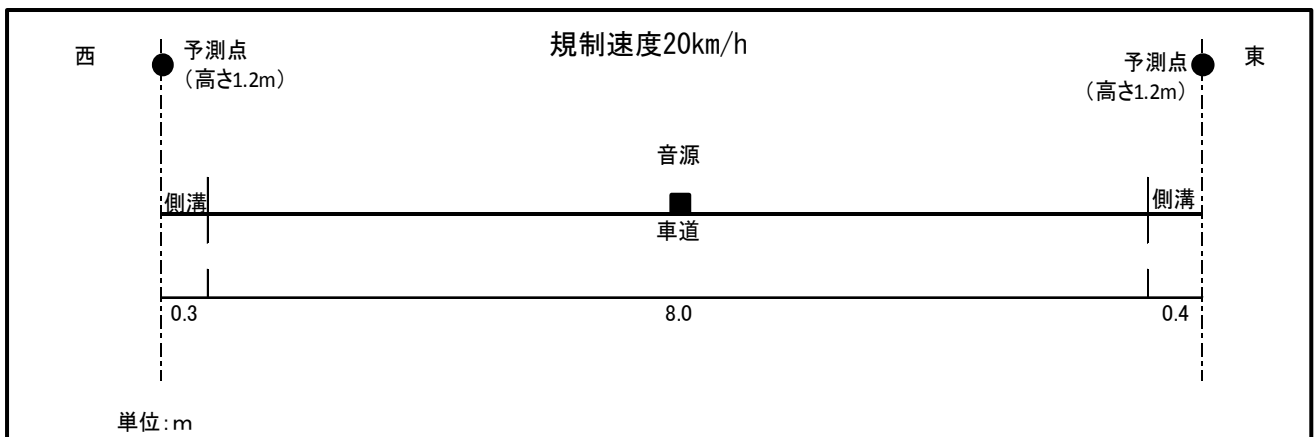 規制速度20km/h
西
予測点
（高さ1.2m）
予測点
（高さ1.2m）
東
音源
側溝
側溝
車道
0.3
8.0
0.4
単位:ｍ